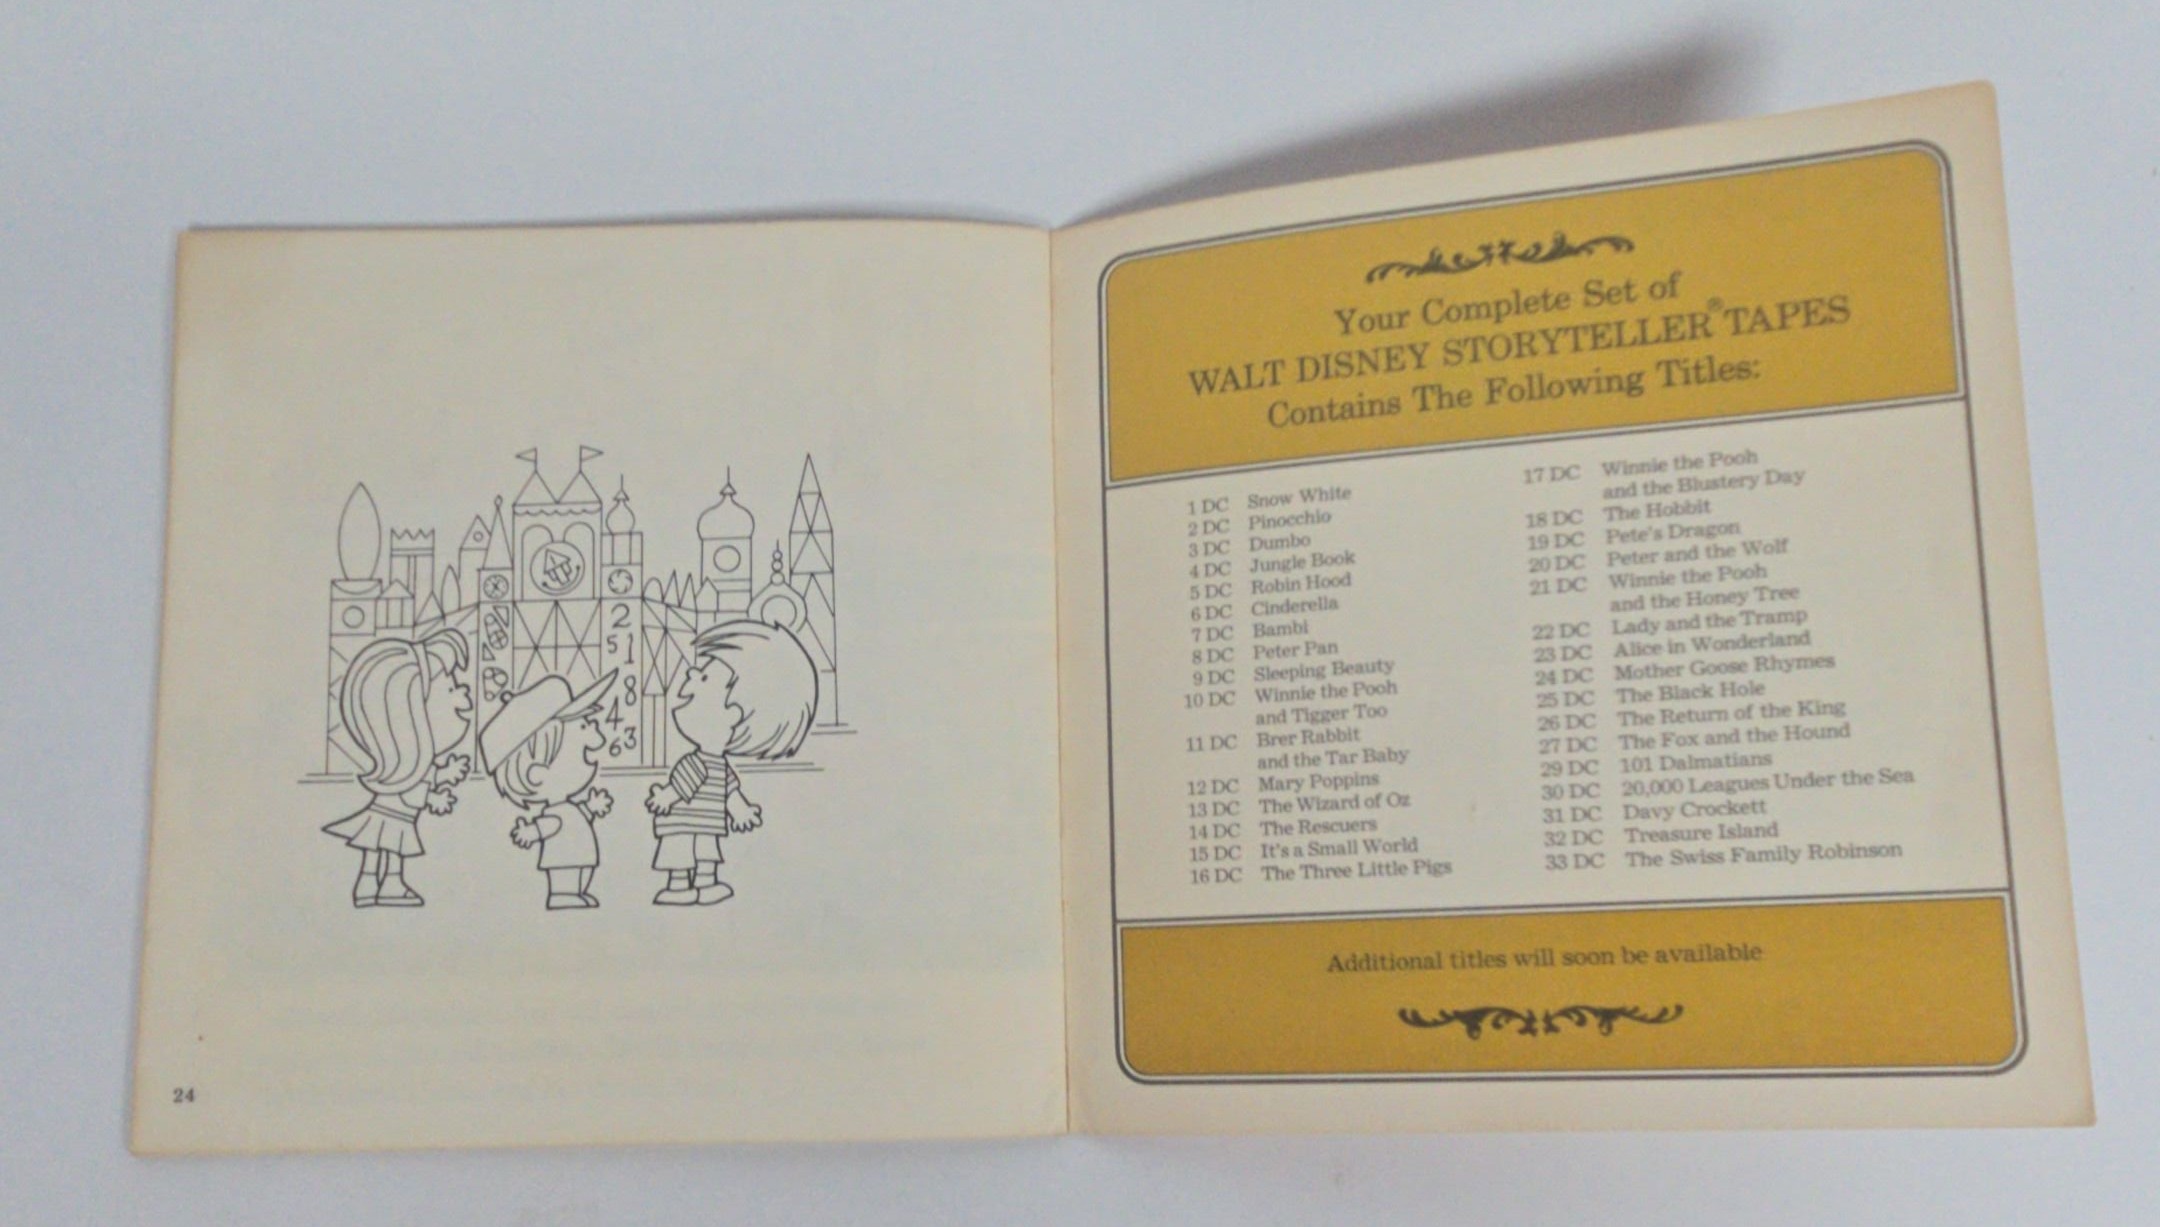 2
5 1
8
4
6 3
24
Your Complete Set of
WALT DISNEY STORYTELLER® TAPES
Contains The Following Titles:
1 DC Snow White
2 DC Pinocchio
3 DC Dumbo
4 DC Jungle Book
5 DC Robin Hood
6 DC Cinderella
7 DC Bambi
8 DC Peter Pan
9 DC Sleeping Beauty
10 DC Winnie the Pooh
and Tigger Too
11 DC Brer Rabbit
and the Tar Baby
12 DC Mary Poppins
13 DC The Wizard of Oz
14 DC The Rescuers
15 DC It's a Small World
16 DC The Three Little Pigs
17 DC Winnie the Pooh
and the Blustery Day
18 DC The Hobbit
19 DC Pete's Dragon
20 DC Peter and the Wolf
21 DC Winnie the Pooh
and the Honey Tree
22 DC Lady and the Tramp
23 DC Alice in Wonderland
24 DC Mother Goose Rhymes
25 DC The Black Hole
26 DC The Return of the King
27 DC The Fox and the Hound
29 DC 101 Dalmatians
30 DC 20,000 Leagues Under the Sea
31 DC Davy Crockett
32 DC Treasure Island
33 DC The Swiss Family Robinson
Additional titles will soon be available